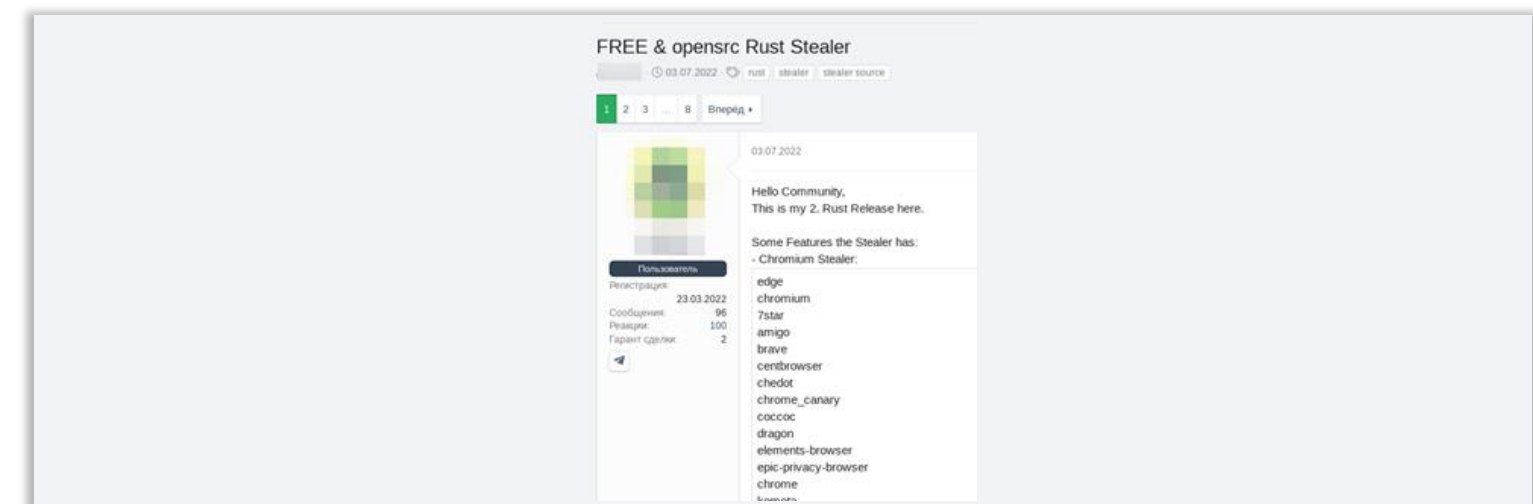 FREE & opensrc Rust Stealer
03.07.2022 rust stealer stealer source
1 2 3 ... 8 Вперёд
03.07.2022
Hello Community,
This is my 2. Rust Release here.
Some Features the Stealer has:
- Chromium Stealer:
Пользователь
Регистрация:
23.03.2022
Сообщения: 96
Реакции: 100
Гарант сделки: 2
edge
chromium
7star
amigo
brave
centbrowser
chedot
chrome_canary
coccoc
dragon
elements-browser
epic-privacy-browser
chrome